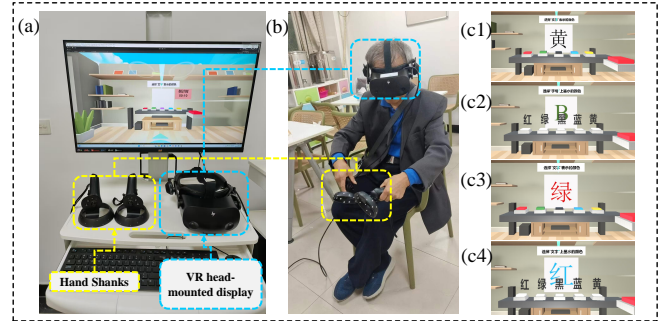 (a)
Hand Shanks
VR head-
mounted display
(b)
(c1)
黄
(c2)
B
红 绿 黑 蓝 黄
(c3)
绿
(c4)
红
红 绿 黑 蓝 黄